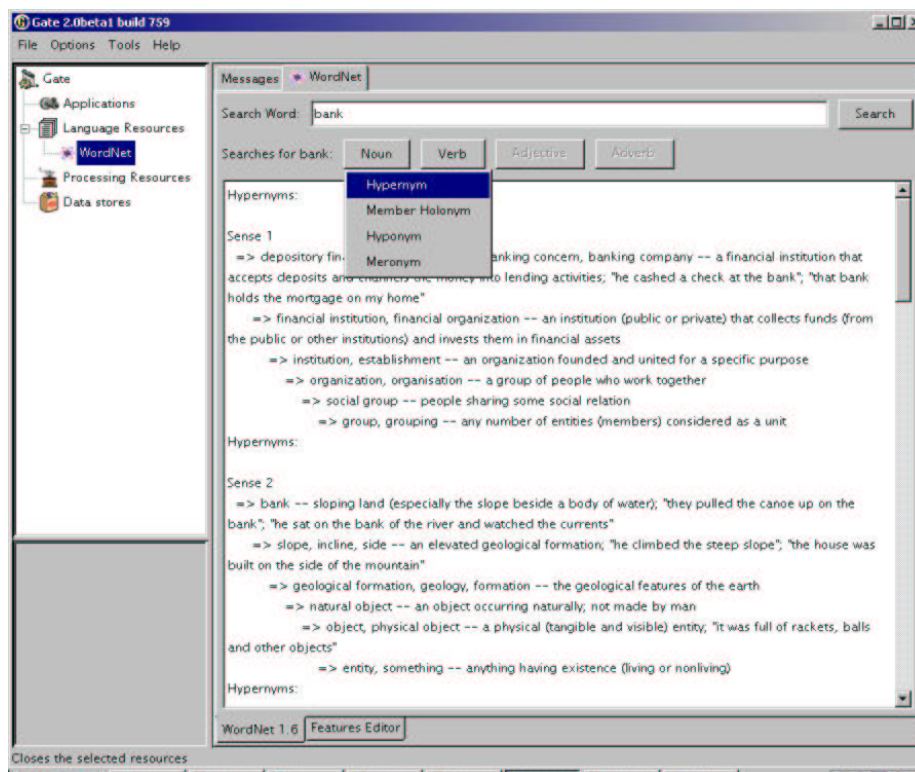 Gate 2.0beta1 build 759
File Options Tools Help
Gate
Applications
Language Resources
WordNet
Processing Resources
Data stores
Messages WordNet
Search Word: bank Search
Searches for bank: Noun Verb Adjective Adverb
Hypernym
Member Holonym
Hyponym
Meronym
Hypernyms:
Sense 1
=> depository fin anking concern, banking company -- a financial institution that
accepts deposits and channels the money into lending activities; "he cashed a check at the bank"; "that bank
holds the mortgage on my home"
=> financial institution, financial organization -- an institution (public or private) that collects funds (from
the public or other institutions) and invests them in financial assets
=> institution, establishment -- an organization founded and united for a specific purpose
=> organization, organisation -- a group of people who work together
=> social group -- people sharing some social relation
=> group, grouping -- any number of entities (members) considered as a unit
Hypernyms:
Sense 2
=> bank -- sloping land (especially the slope beside a body of water); "they pulled the canoe up on the
bank"; "he sat on the bank of the river and watched the currents"
=> slope, incline, side -- an elevated geological formation; "he climbed the steep slope"; "the house was
built on the side of the mountain"
=> geological formation, geology, formation -- the geological features of the earth
=> natural object -- an object occurring naturally; not made by man
=> object, physical object -- a physical (tangible and visible) entity; "it was full of rackets, balls
and other objects"
=> entity, something -- anything having existence (living or nonliving)
Hypernyms:
WordNet 1.6 Features Editor
Closes the selected resources